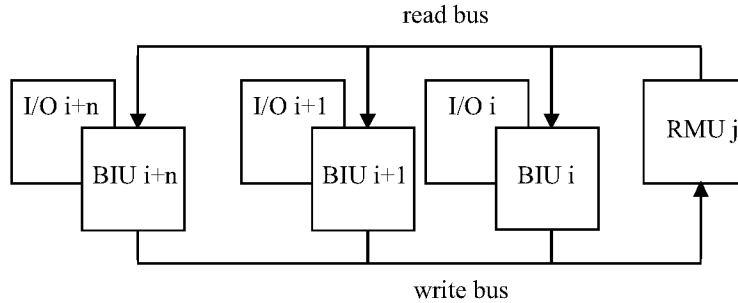 read bus
I/O i+n
I/O i+1
I/O i
RMU j
BIU i+n
BIU i+1
BIU i
write bus